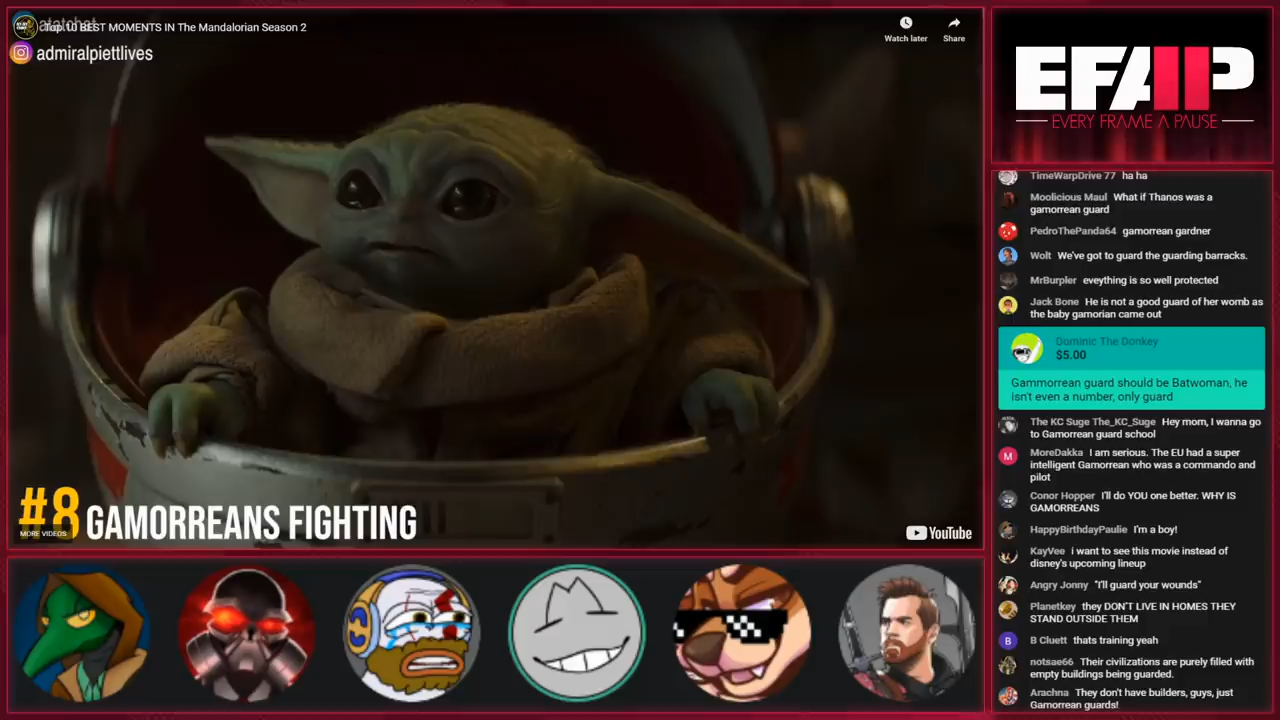 Top 10 BEST MOMENTS IN The Mandalorian Season 2
admiralpiettlives
Watch later
Share
#8 GAMORREANS FIGHTING
MORE VIDEOS
YouTube
EFAP
EVERY FRAME A PAUSE
TimeWarpDrive 77 ha ha
Moolicious Maul What if Thanos was a
gamorrean guard
PedroThePanda64 gamorrean gardner
Wolt We've got to guard the guarding barracks.
MrBurpler eveything is so well protected
Jack Bone He is not a good guard of her womb as
the baby gamorian came out
Dominic The Donkey
$5.00
Gammorrean guard should be Batwoman, he
isn't even a number, only guard
The KC Suge The_KC_Suge Hey mom, I wanna go
to Gamorrean guard school
M
MoreDakka I am serious. The EU had a super
intelligent Gamorrean who was a commando and
pilot
Conor Hopper I'll do YOU one better. WHY IS
GAMORREANS
HappyBirthdayPaulie I'm a boy!
KayVee i want to see this movie instead of
disney's upcoming lineup
Angry Jonny "I'll guard your wounds"
Planetkey they DON'T LIVE IN HOMES THEY
STAND OUTSIDE THEM
B
B Cluett thats training yeah
notsae66 Their civilizations are purely filled with
empty buildings being guarded.
Arachna They don't have builders, guys, just
Gamorrean guards!